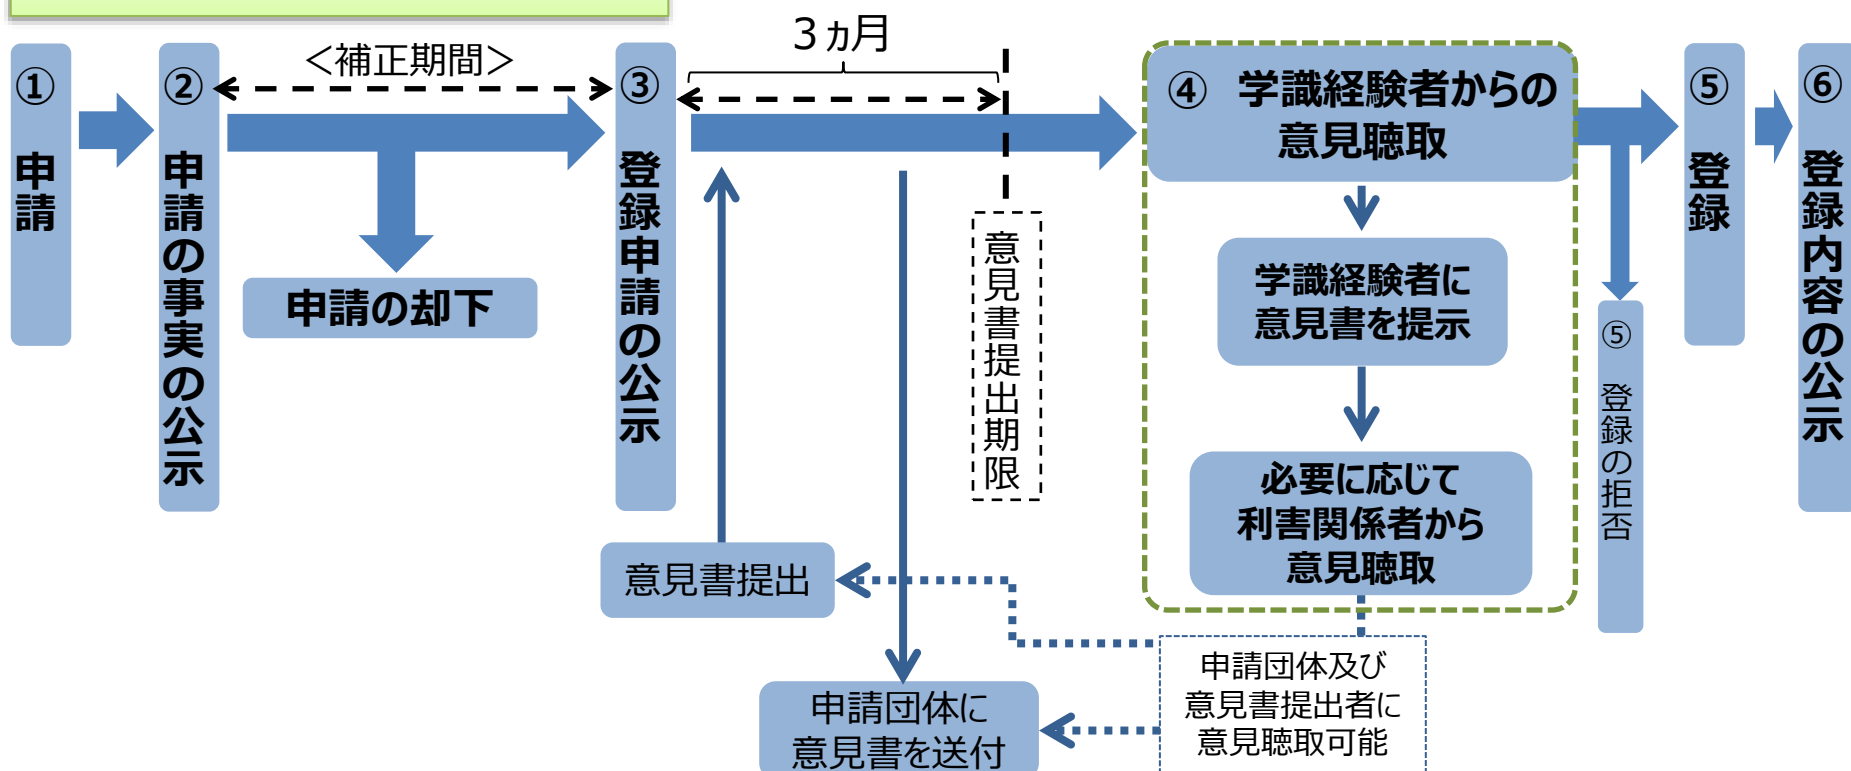 ①
申請
②
申請の事実の公示
＜補正期間＞
申請の却下
③
登録申請の公示
３ヵ月
意見書提出期限
意見書提出
申請団体に
意見書を送付
④ 学識経験者からの
意見聴取
学識経験者に
意見書を提示
必要に応じて
利害関係者から
意見聴取
申請団体及び
意見書提出者に
意見聴取可能
⑤
登録
⑤
登録の拒否
⑥
登録内容の公示